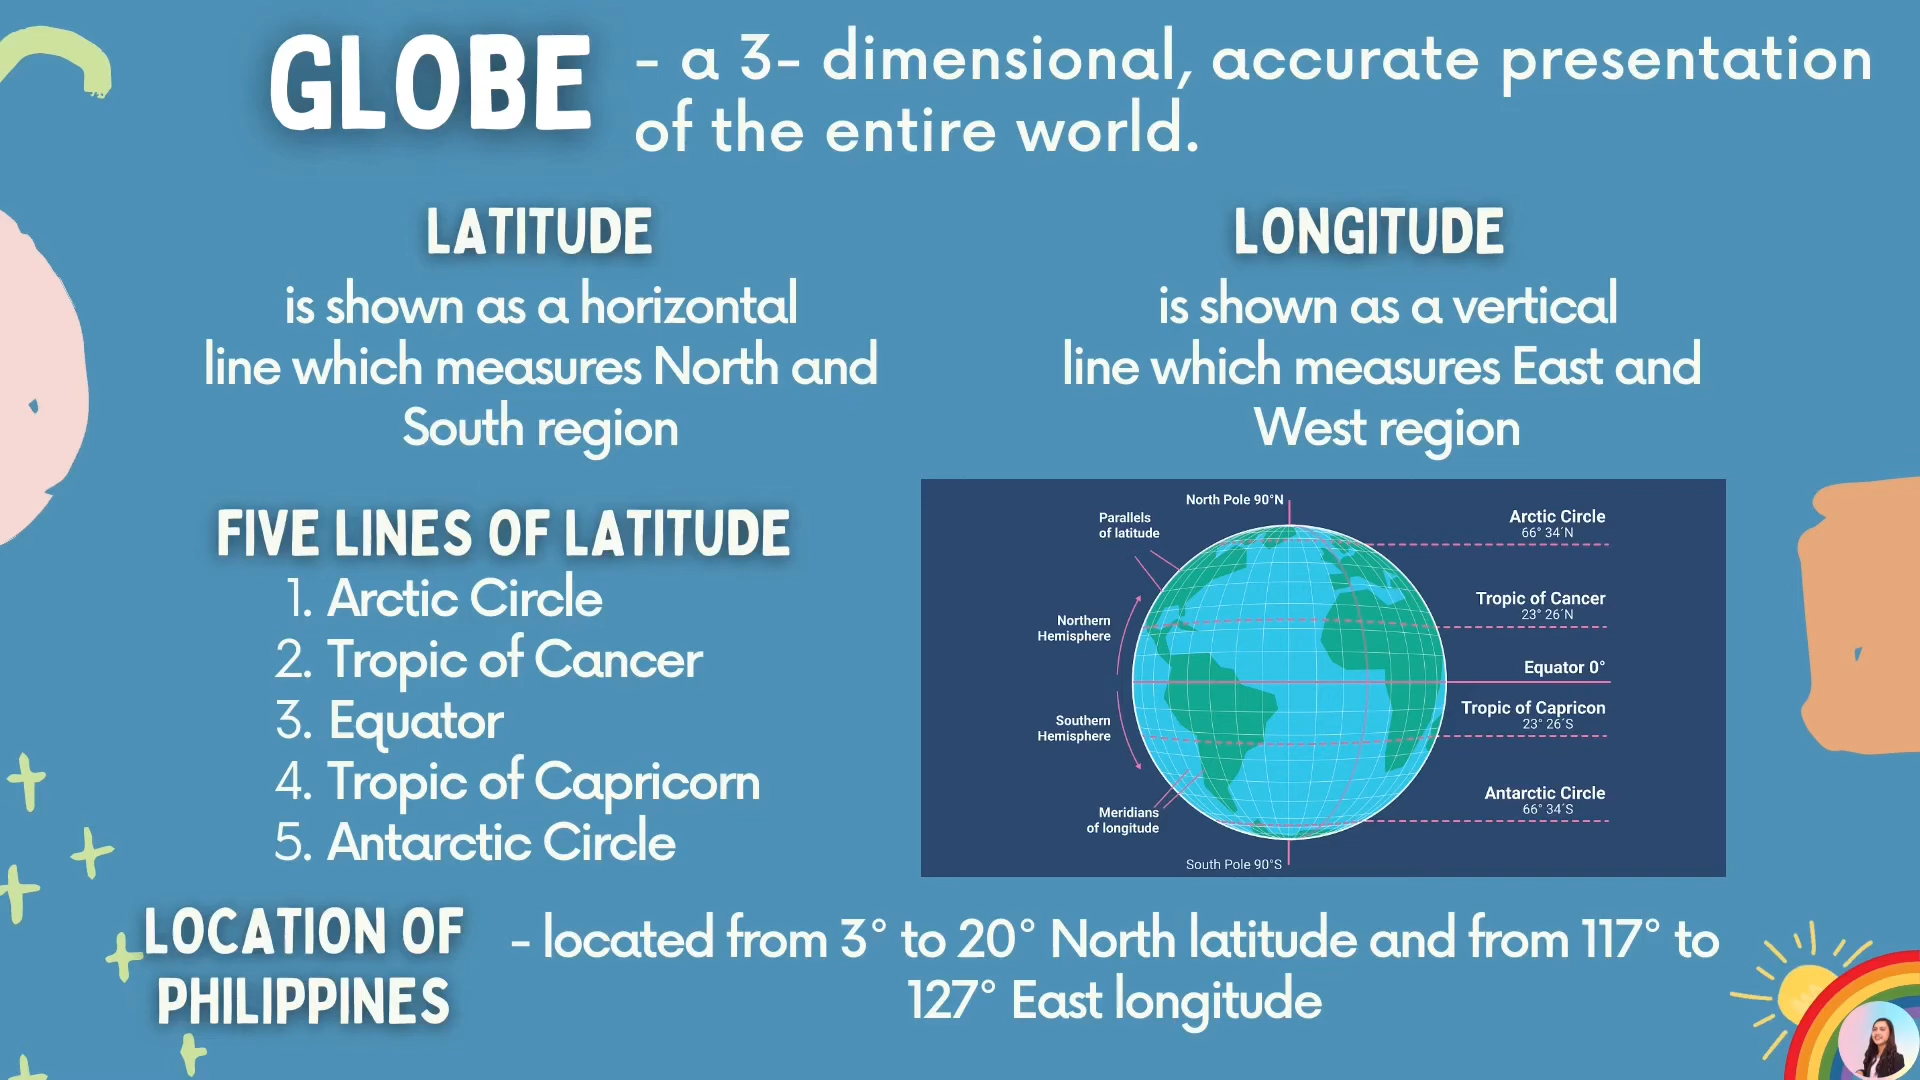 GLOBE
- a 3- dimensional, accurate presentation
of the entire world.
LATITUDE
is shown as a horizontal
line which measures North and
South region
LONGITUDE
is shown as a vertical
line which measures East and
West region
FIVE LINES OF LATITUDE
1. Arctic Circle
2. Tropic of Cancer
3. Equator
4. Tropic of Capricorn
5. Antarctic Circle
North Pole 90°N
Parallels
of latitude
Northern
Hemisphere
Southern
Hemisphere
Meridians
of longitude
South Pole 90°S
Arctic Circle
66° 34´N
Tropic of Cancer
23° 26´N
Equator 0°
Tropic of Capricon
23° 26´S
Antarctic Circle
66° 34´S
LOCATION OF
PHILIPPINES
- located from 3° to 20° North latitude and from 117° to
127° East longitude